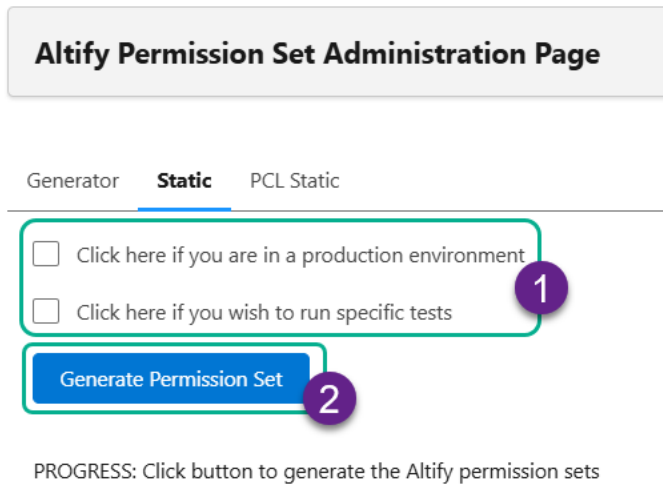 Altify Permission Set Administration Page
Generator Static PCL Static
Click here if you are in a production environment
1
Click here if you wish to run specific tests
Generate Permission Set
2
PROGRESS: Click button to generate the Altify permission sets